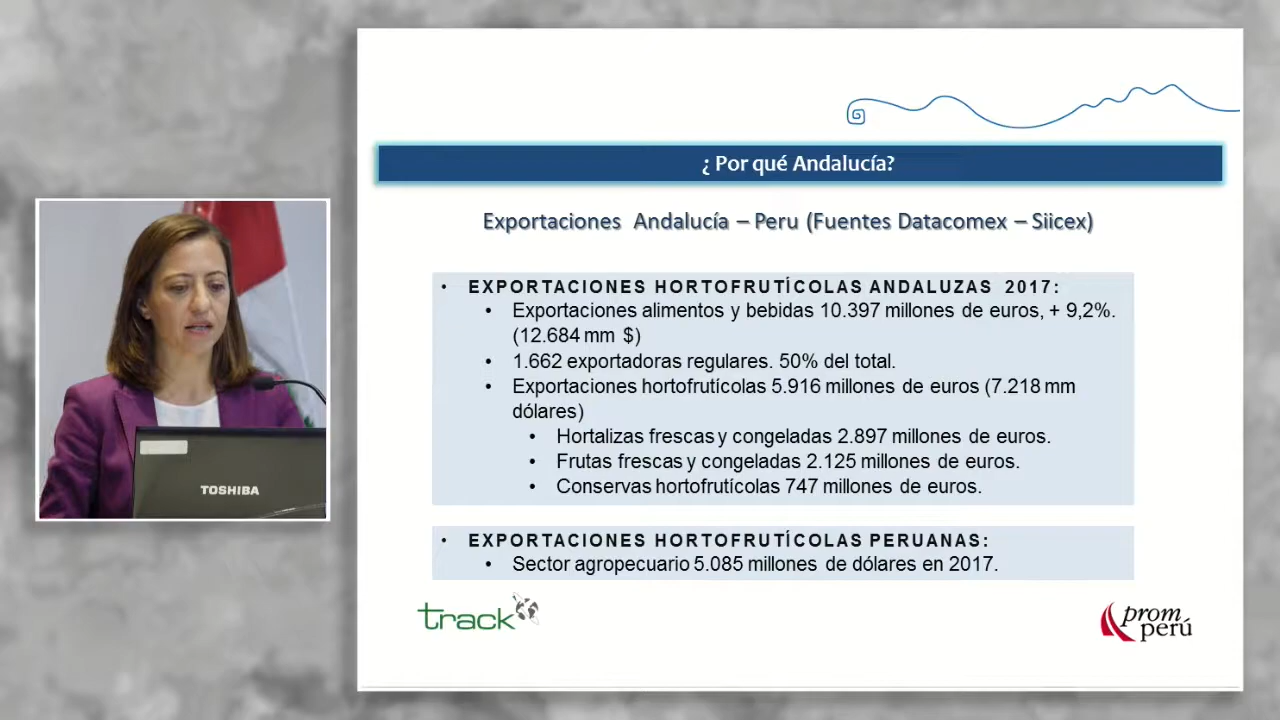 ¿ Por qué Andalucía?
Exportaciones Andalucía – Peru (Fuentes Datacomex – Siicex)
• EXPORTACIONES HORTOFRUTÍCOLAS ANDALUZAS 2017:
• Exportaciones alimentos y bebidas 10.397 millones de euros, + 9,2%.
(12.684 mm $)
• 1.662 exportadoras regulares. 50% del total.
• Exportaciones hortofrutícolas 5.916 millones de euros (7.218 mm
dólares)
• Hortalizas frescas y congeladas 2.897 millones de euros.
• Frutas frescas y congeladas 2.125 millones de euros.
• Conservas hortofrutícolas 747 millones de euros.
• EXPORTACIONES HORTOFRUTÍCOLAS PERUANAS:
• Sector agropecuario 5.085 millones de dólares en 2017.
TOSHIBA
track
prom
perú